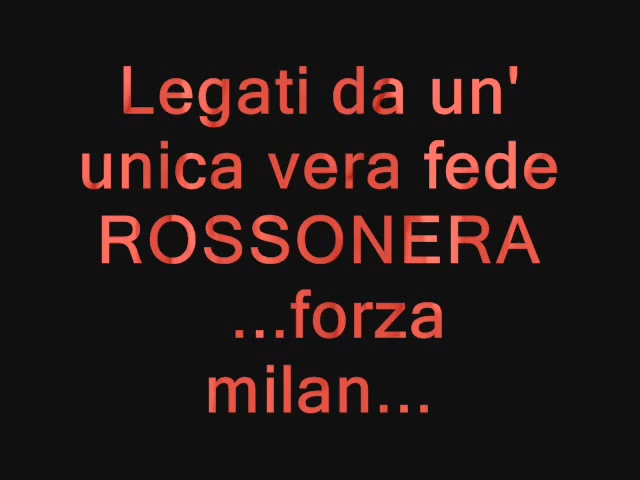 Legati da un'
unica vera fede
ROSSONERA
...forza
milan...